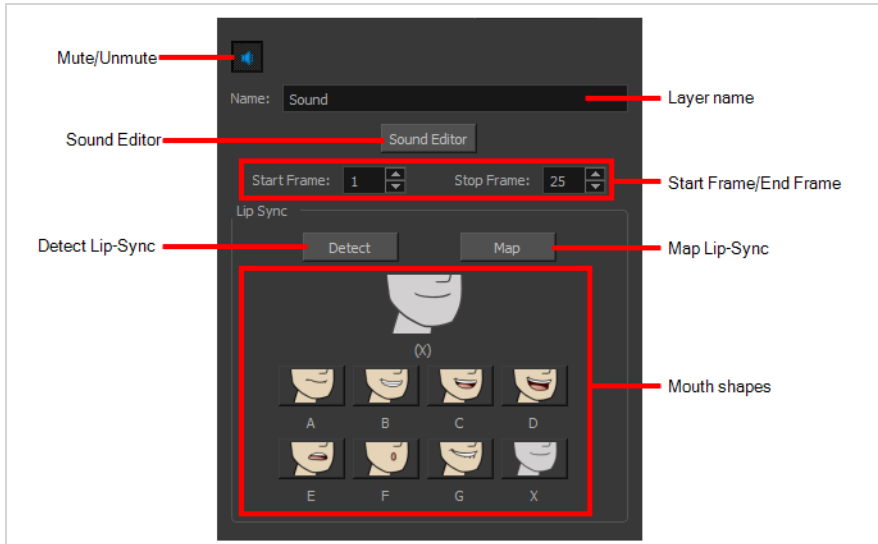 Mute/Unmute
Name: Sound
Layer name
Sound Editor
Sound Editor
Start Frame: 1 Stop Frame: 25
Start Frame/End Frame
Lip Sync
Detect Lip-Sync
Detect Map
Map Lip-Sync
(X)
Mouth shapes
A B C D
E F G X